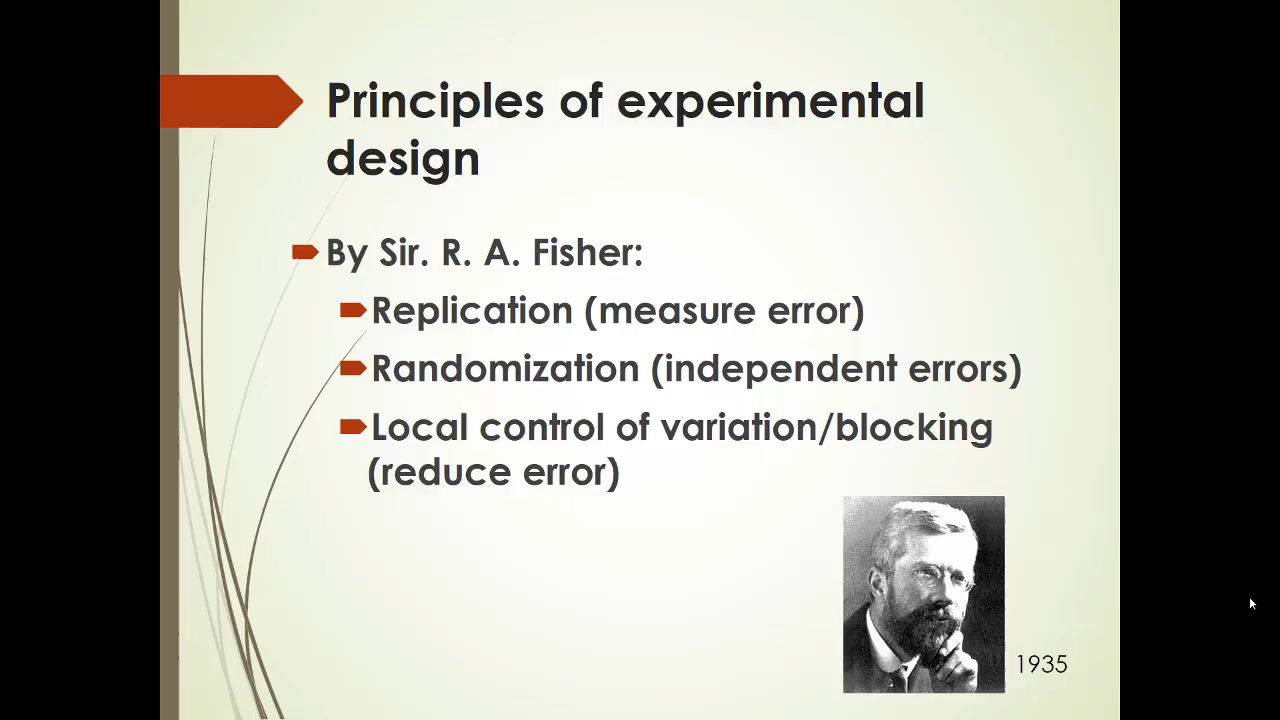 Principles of experimental
design
By Sir. R. A. Fisher:
Replication (measure error)
Randomization (independent errors)
Local control of variation/blocking
(reduce error)
1935